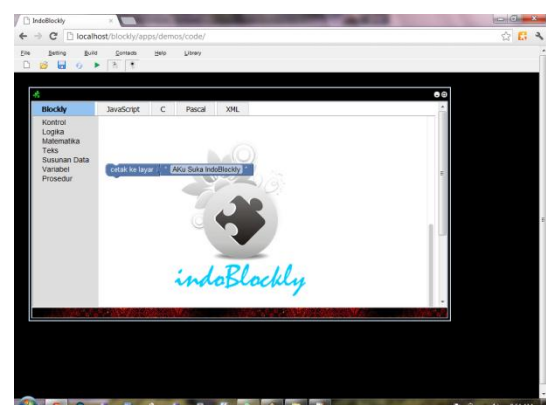 IndoBlockly
localhost/blockly/apps/demos/code/
File Setting Build Contacts Help Library
Blockly JavaScript C Pascal XML
Kontrol
Logika
Matematika
Teks
Susunan Data
Variabel
Prosedur
cetak ke layar " AKu Suka IndoBlockly "
indoBlockly